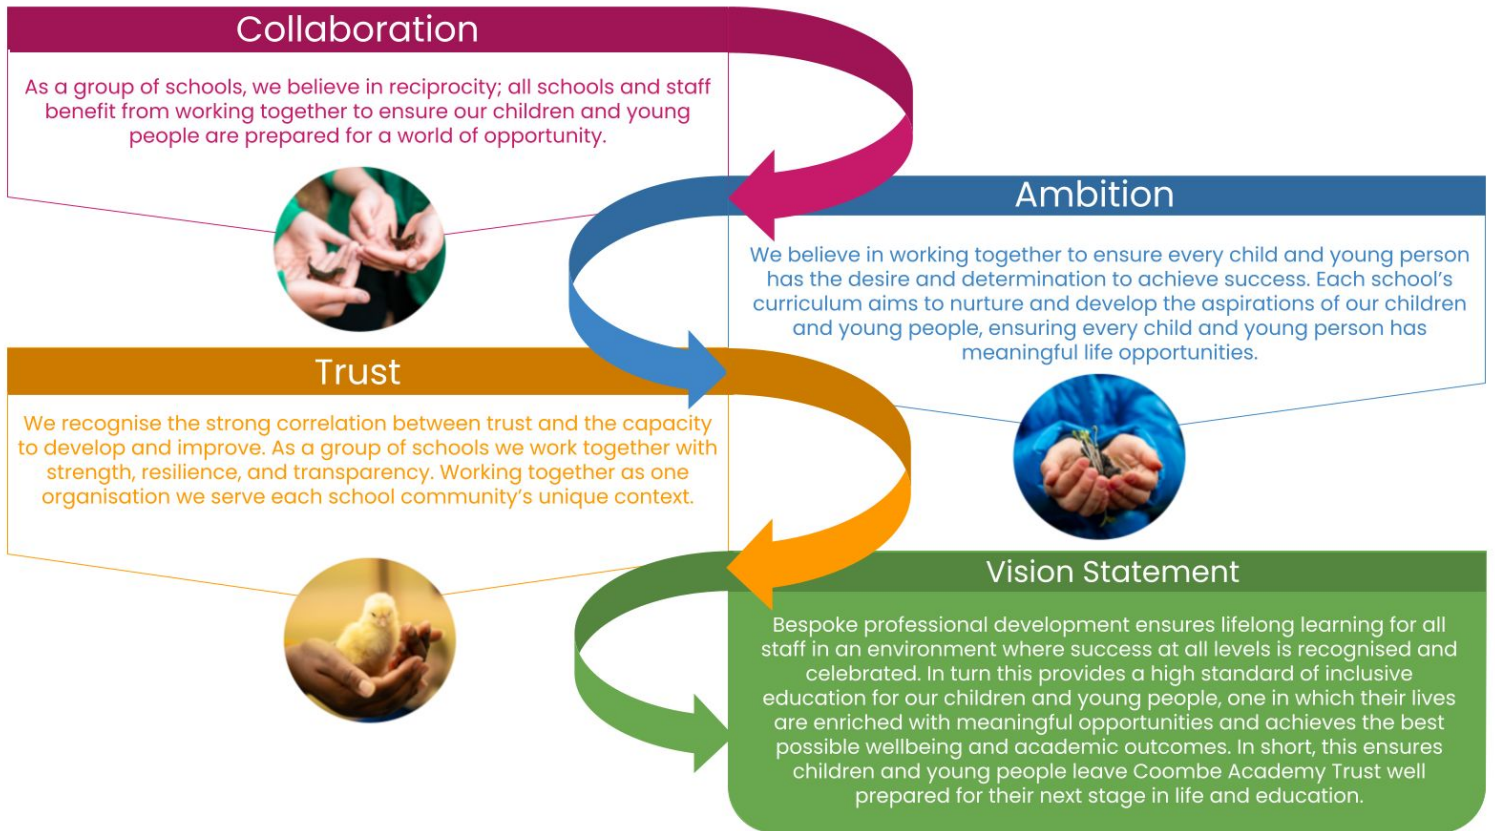 Collaboration
As a group of schools, we believe in reciprocity; all schools and staff
benefit from working together to ensure our children and young
people are prepared for a world of opportunity.
Ambition
We believe in working together to ensure every child and young person
has the desire and determination to achieve success. Each school's
curriculum aims to nurture and develop the aspirations of our children
and young people, ensuring every child and young person has
meaningful life opportunities.
Trust
We recognise the strong correlation between trust and the capacity
to develop and improve. As a group of schools we work together with
strength, resilience, and transparency. Working together as one
organisation we serve each school community's unique context.
Vision Statement
Bespoke professional development ensures lifelong learning for all
staff in an environment where success at all levels is recognised and
celebrated. In turn this provides a high standard of inclusive
education for our children and young people, one in which their lives
are enriched with meaningful opportunities and achieves the best
possible wellbeing and academic outcomes. In short, this ensures
children and young people leave Coombe Academy Trust well
prepared for their next stage in life and education.